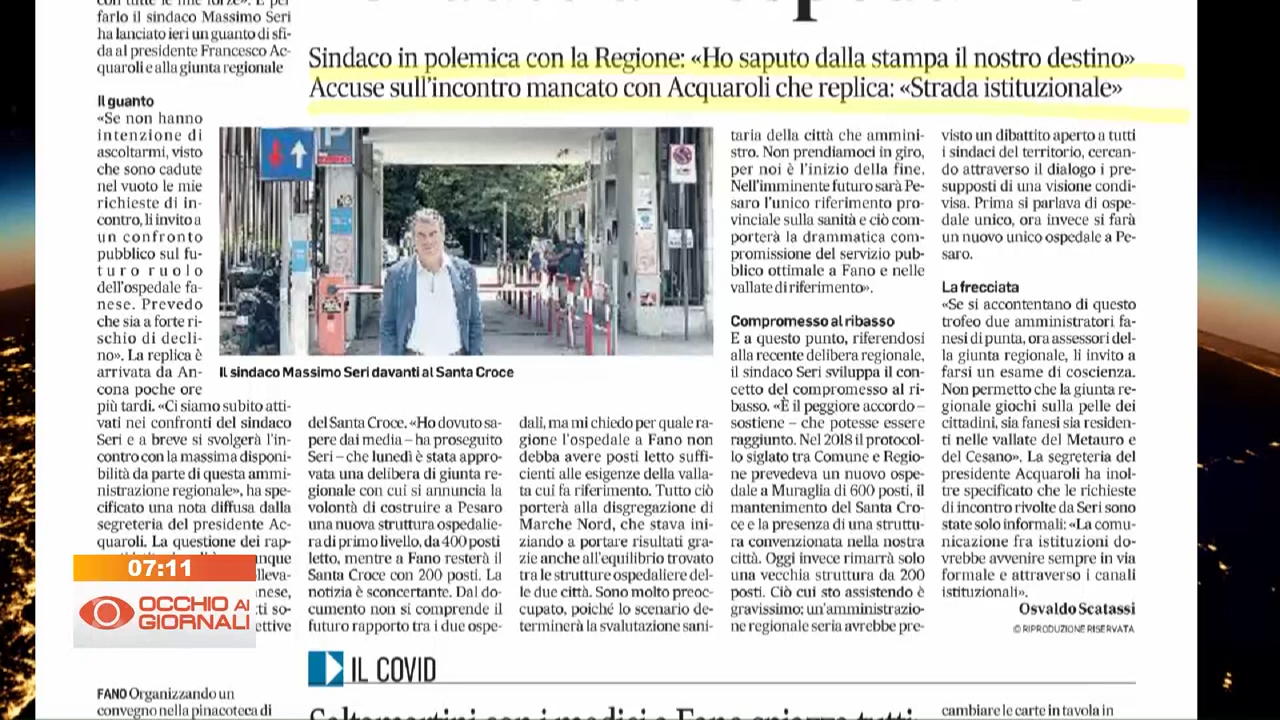 farlo il sindaco Massimo Seri
ha lanciato ieri un guanto di sfi-
da al presidente Francesco Ac-
quaroli e alla giunta regionale
Sindaco in polemica con la Regione: «Ho saputo dalla stampa il nostro destino»
Accuse sull'incontro mancato con Acquaroli che replica: «Strada istituzionale»
Il guanto
«Se non hanno
intenzione di
ascoltarmi, visto
che sono cadute
nel vuoto le mie
richieste di in-
contro, li invito a
un confronto
pubblico sul fu-
turo ruolo
dell'ospedale fa-
nese. Prevedo
che sia a forte ri-
schio di decli-
no». La replica è
arrivata da An-
cona poche ore
più tardi. «Ci siamo subito atti-
vati nei confronti del sindaco
Seri e a breve si svolgerà l'in-
contro con la massima disponi-
bilità da parte di questa ammi-
nistrazione regionale», ha spe-
cificato una nota diffusa dalla
segreteria del presidente Ac-
quaroli. La questione dei rap-
P
Il sindaco Massimo Seri davanti al Santa Croce
del Santa Croce. «Ho dovuto sa-
pere dai media – ha proseguito
Seri – che lunedì è stata appro-
vata una delibera di giunta re-
gionale con cui si annuncia la
volontà di costruire a Pesaro
una nuova struttura ospedalie-
ra di primo livello, da 400 posti
letto, mentre a Fano resterà il
Santa Croce con 200 posti. La
notizia è sconcertante. Dal do-
cumento non si comprende il
futuro rapporto tra i due ospe-
dali, ma mi chiedo per quale ra-
gione l'ospedale a Fano non
debba avere posti letto suffi-
cienti alle esigenze della valla-
ta cui fa riferimento. Tutto ciò
porterà alla disgregazione di
Marche Nord, che stava ini-
ziando a portare risultati gra-
zie anche all'equilibrio trovato
tra le strutture ospedaliere del-
le due città. Sono molto preoc-
cupato, poiché lo scenario de-
terminerà la svalutazione sani-
taria della città che ammini-
stro. Non prendiamoci in giro,
per noi è l'inizio della fine.
Nell'imminente futuro sarà Pe-
saro l'unico riferimento pro-
vinciale sulla sanità e ciò com-
porterà la drammatica com-
promissione del servizio pub-
blico ottimale a Fano e nelle
vallate di riferimento».
Compromesso al ribasso
E a questo punto, riferendosi
alla recente delibera regionale,
il sindaco Seri sviluppa il con-
cetto del compromesso al ri-
basso. «È il peggiore accordo –
sostiene – che potesse essere
raggiunto. Nel 2018 il protocol-
lo siglato tra Comune e Regio-
ne prevedeva un nuovo ospe-
dale a Muraglia di 600 posti, il
mantenimento del Santa Cro-
ce e la presenza di una struttu-
ra convenzionata nella nostra
città. Oggi invece rimarrà solo
una vecchia struttura da 200
posti. Ciò cui sto assistendo è
gravissimo: un'amministrazio-
ne regionale seria avrebbe pre-
visto un dibattito aperto a tutti
i sindaci del territorio, cercan-
do attraverso il dialogo i pre-
supposti di una visione condi-
visa. Prima si parlava di ospe-
dale unico, ora invece si farà
un nuovo unico ospedale a Pe-
saro.
La frecciata
«Se si accontentano di questo
trofeo due amministratori fa-
nesi di punta, ora assessori del-
la giunta regionale, li invito a
farsi un esame di coscienza.
Non permetto che la giunta re-
gionale giochi sulla pelle dei
cittadini, sia fanesi sia residen-
ti nelle vallate del Metauro e
del Cesano». La segreteria del
presidente Acquaroli ha inol-
tre specificato che le richieste
di incontro rivolte da Seri sono
state solo informali: «La comu-
nicazione fra istituzioni do-
vrebbe avvenire sempre in via
formale e attraverso i canali
istituzionali».
Osvaldo Scatassi
© RIPRODUZIONE RISERVATA
07:11
OCCHIO AI
GIORNALI
IL COVID
FANO Organizzando un
convegno nella pinacoteca di
cambiare le carte in tavola in